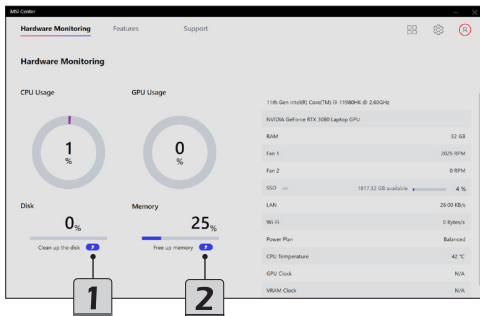 MSI Center
Hardware Monitoring Features Support
Hardware Monitoring
CPU Usage GPU Usage
1
%
0
%
11th Gen Intel(R) Core(TM) i9-11980HK @ 2.60GHz
NVIDIA GeForce RTX 3080 Laptop GPU
RAM 32 GB
Fan 1 2025 RPM
Fan 2 0 RPM
SSD 1817.32 GB available 4 %
LAN 28.00 KB/s
Wi-Fi 0 Bytes/s
Power Plan Balanced
CPU Temperature 42 °C
GPU Clock N/A
VRAM Clock N/A
Disk Memory
0% 25%
Clean up the disk Free up memory
1 2